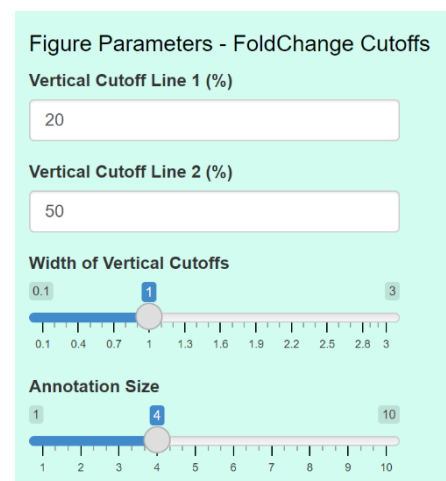 Figure Parameters - FoldChange Cutoffs
Vertical Cutoff Line 1 (%)
20
Vertical Cutoff Line 2 (%)
50
Width of Vertical Cutoffs
0.1 1 3
0.1 0.4 0.7 1 1.3 1.6 1.9 2.2 2.5 2.8 3
Annotation Size
1 4 10
1 2 3 4 5 6 7 8 9 10